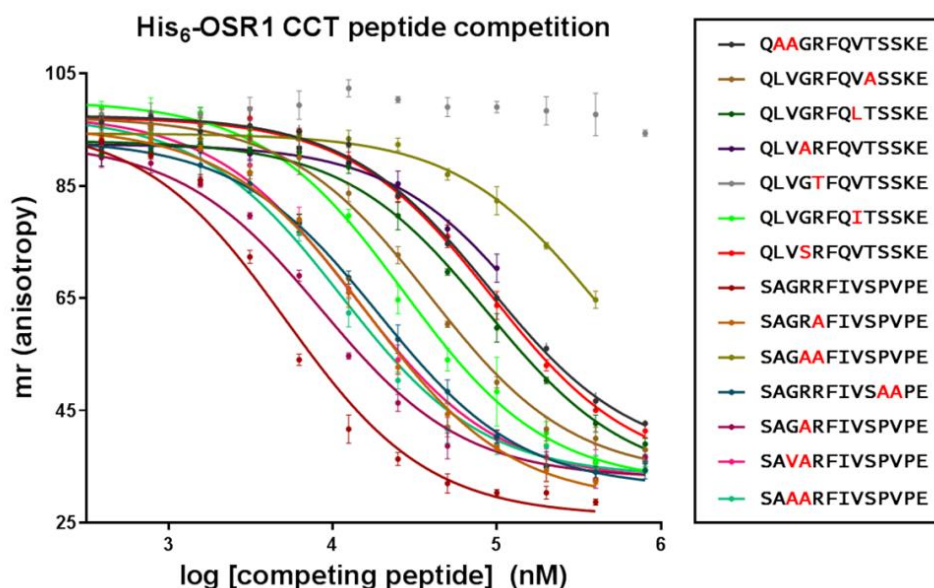 His₆-OSR1 CCT peptide competition
mr (anisotropy)
105
85
65
45
25
3
4
5
6
log [competing peptide] (nM)
QAAGRFQVTSSKE
QLVGRFQVASSKE
QLVGRFQLTSSKE
QLVARFQVTSSKE
QLVGTFQVTSSKE
QLVGRFQITSSKE
QLVSRFQVTSSKE
SAGRRFIVSPVPE
SAGRAFIVSPVPE
SAGAAFIVSPVPE
SAGRRFIVSAAPE
SAGARFIVSPVPE
SAVARFIVSPVPE
SAAARFIVSPVPE